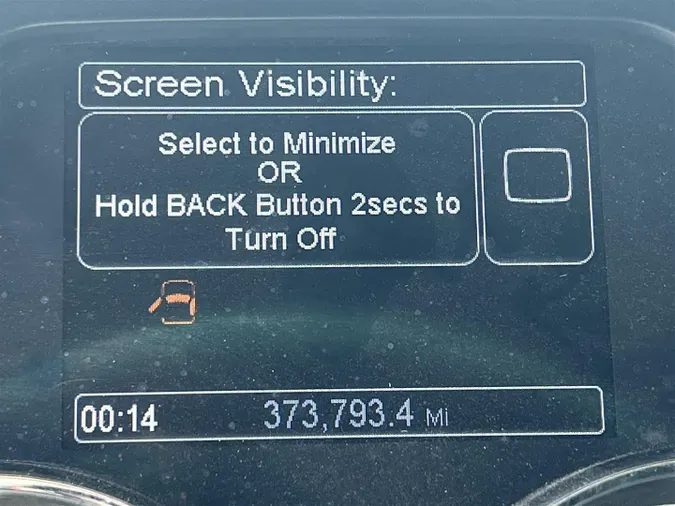 Screen Visibility:
Select to Minimize
OR
Hold BACK Button 2secs to
Turn Off
00:14 373,793.4 Mi